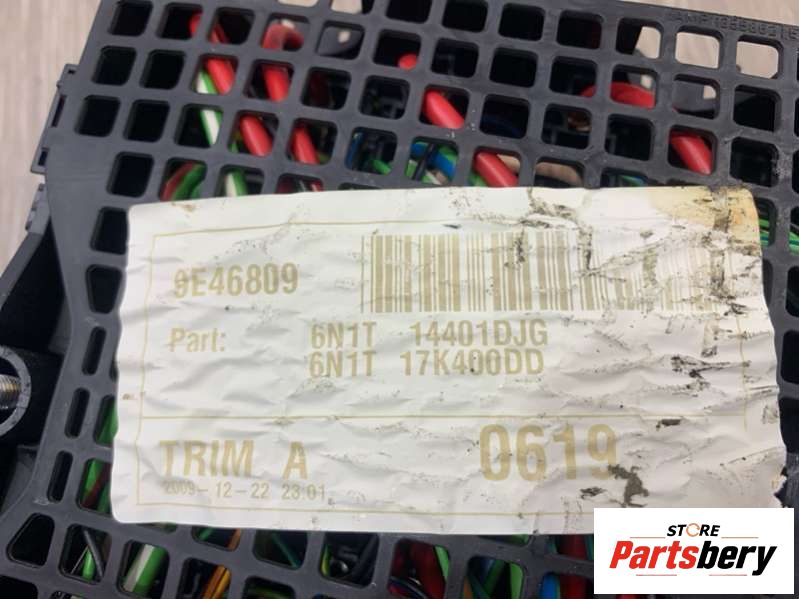 9E46809
Part: 6N1T 14401DJG
6N1T 17K400DD
TRIM A 0619
2009-12-22 23:01
STORE
Partsbery